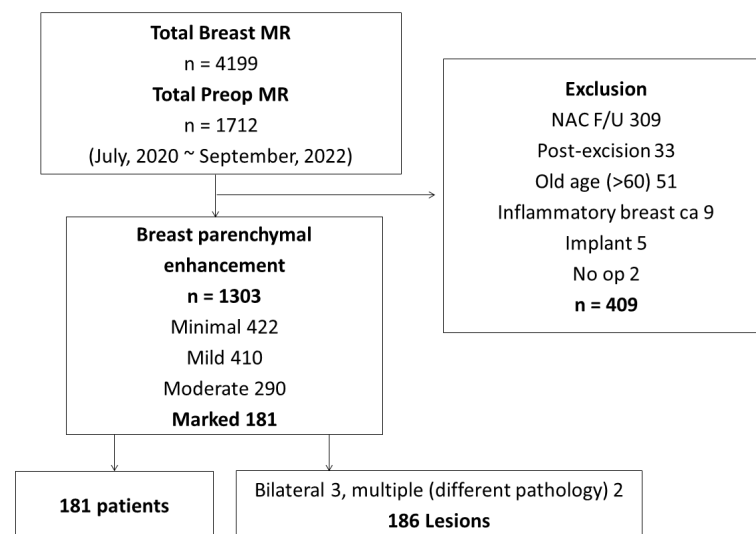 Total Breast MR
n = 4199
Total Preop MR
n = 1712
(July, 2020 ~ September, 2022)
Exclusion
NAC F/U 309
Post-excision 33
Old age (>60) 51
Inflammatory breast ca 9
Implant 5
No op 2
n = 409
Breast parenchymal
enhancement
n = 1303
Minimal 422
Mild 410
Moderate 290
Marked 181
181 patients
Bilateral 3, multiple (different pathology) 2
186 Lesions